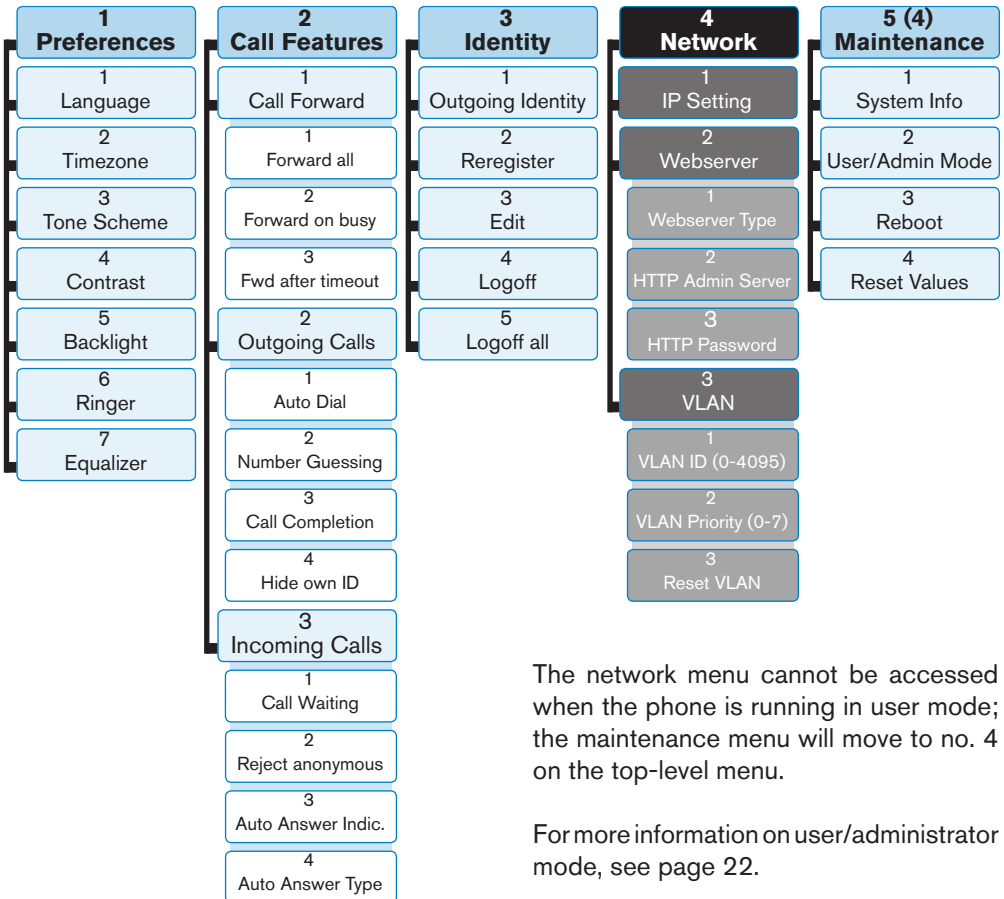 1
Preferences
1
Language
2
Timezone
3
Tone Scheme
4
Contrast
5
Backlight
6
Ringer
7
Equalizer
2
Call Features
1
Call Forward
1
Forward all
2
Forward on busy
3
Fwd after timeout
2
Outgoing Calls
1
Auto Dial
2
Number Guessing
3
Call Completion
4
Hide own ID
3
Incoming Calls
1
Call Waiting
2
Reject anonymous
3
Auto Answer Indic.
4
Auto Answer Type
3
Identity
1
Outgoing Identity
2
Reregister
3
Edit
4
Logoff
5
Logoff all
4
Network
1
IP Setting
2
Webserver
1
Webserver Type
2
HTTP Admin Server
3
HTTP Password
3
VLAN
1
VLAN ID (0-4095)
2
VLAN Priority (0-7)
3
Reset VLAN
5 (4)
Maintenance
1
System Info
2
User/Admin Mode
3
Reboot
4
Reset Values
The network menu cannot be accessed
when the phone is running in user mode;
the maintenance menu will move to no. 4
on the top-level menu.
For more information on user/administrator
mode, see page 22.